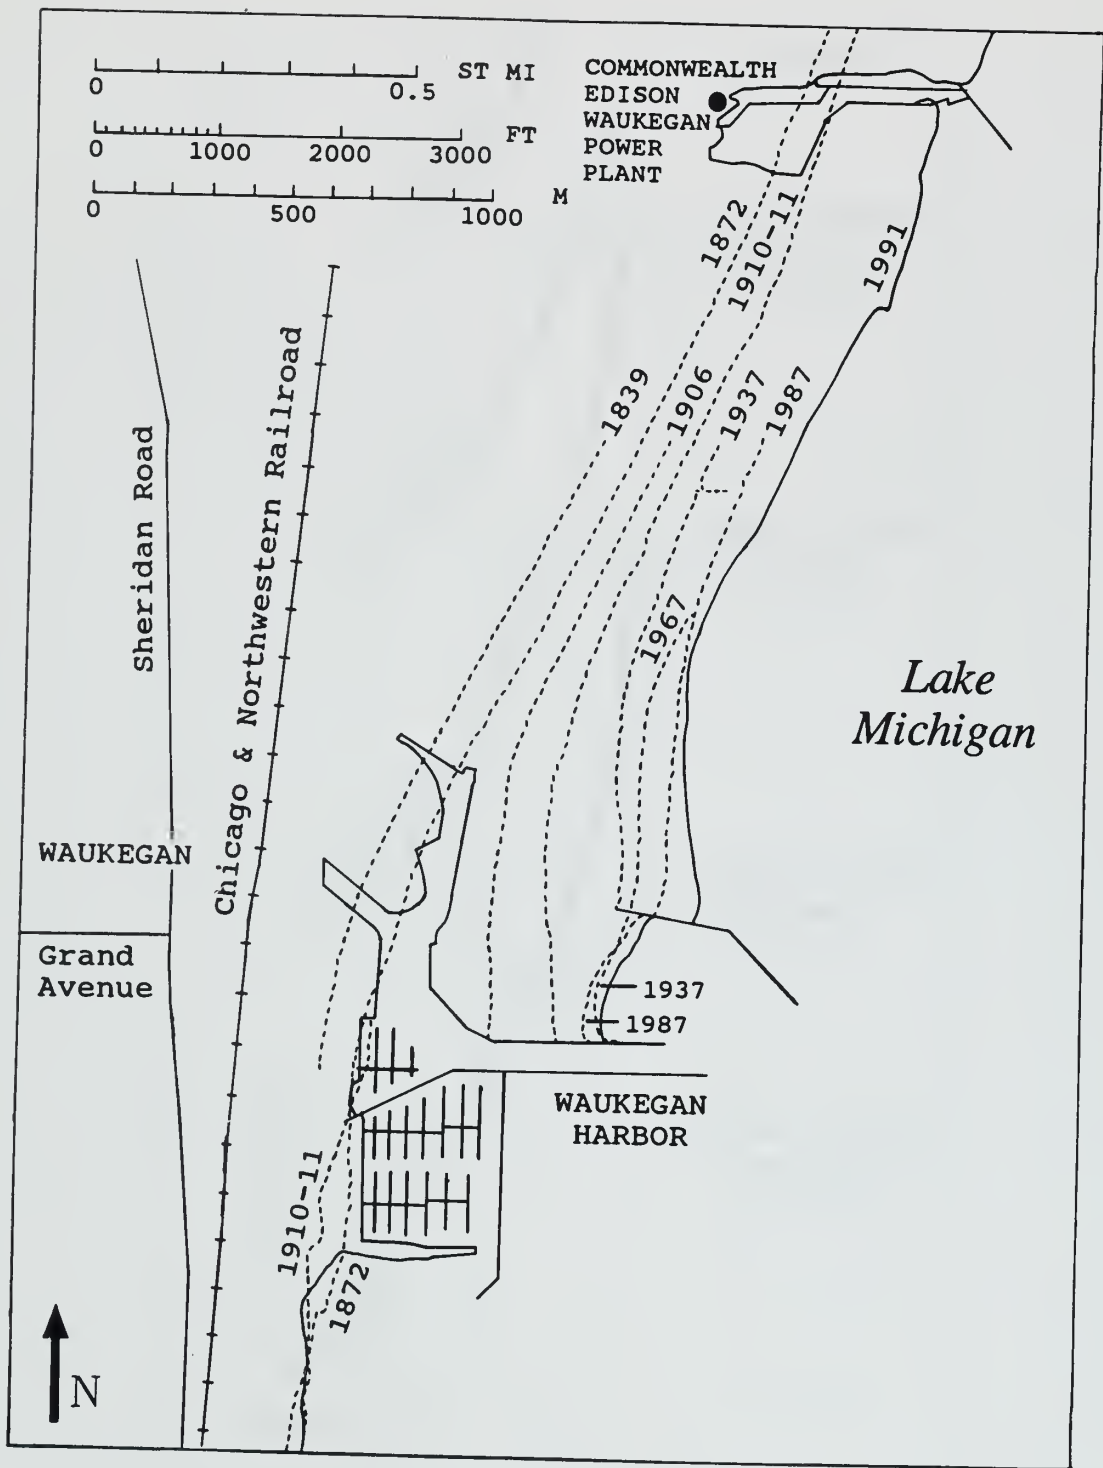 ST MI
0 0.5
FT
0 1000 2000 3000
M
0 500 1000
COMMONWEALTH
EDISON
WAUKEGAN
POWER
PLANT
1872
1910-11
1991
1839
1906
1937
1987
1967
Sheridan Road
Chicago & Northwestern Railroad
Lake
Michigan
WAUKEGAN
Grand
Avenue
1937
1987
WAUKEGAN
HARBOR
1910-11
1872
N